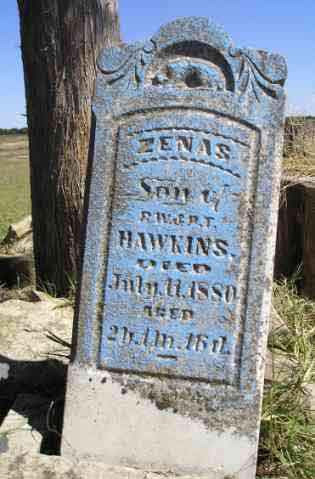 ZENAS
Son of
R.W. & P.T.
HAWKINS.
DIED
July. 11. 1880
AGED
2y. 1m. 16d.